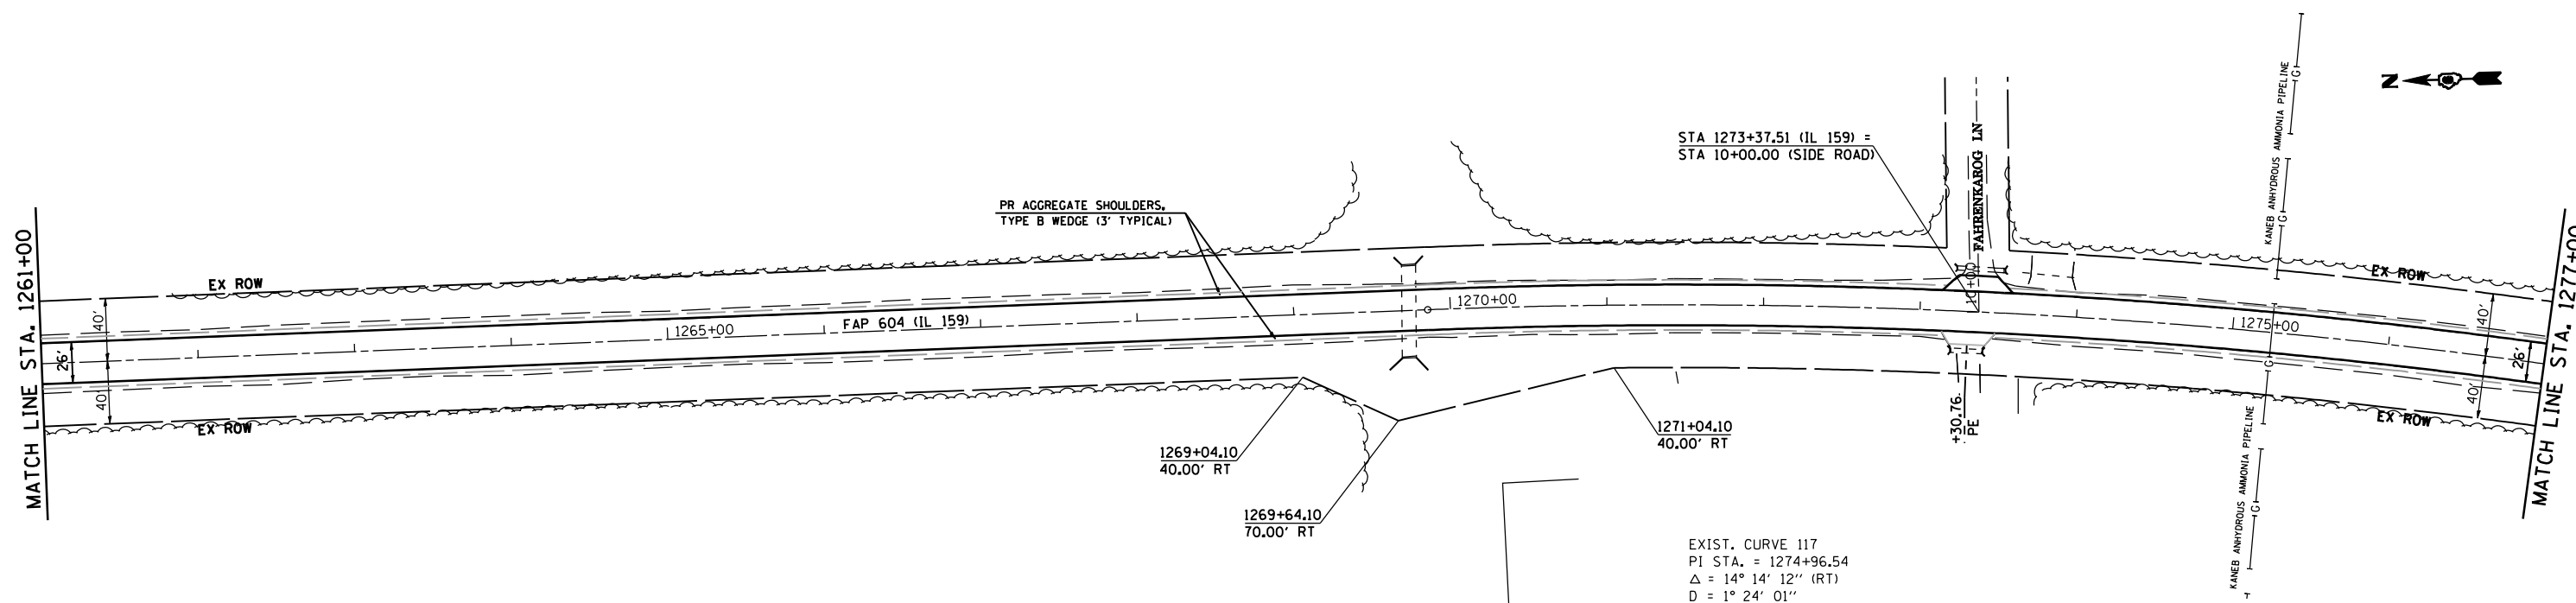 MATCH LINE STA. 1261+00
EX ROW
40'
26'
40'
EX ROW
1265+00
FAP 604 (IL 159)
PR AGGREGATE SHOULDERS,
TYPE B WEDGE (3' TYPICAL)
1270+00
1269+04.10
40.00' RT
1269+64.10
70.00' RT
1271+04.10
40.00' RT
STA 1273+37.51 (IL 159) =
STA 10+00.00 (SIDE ROAD)
FAHRENKAROG LN
10+00
+30.76
PE
1275+00
KANEB ANHYDROUS AMMONIA PIPELINE
G
G
G
G
G
KANEB ANHYDROUS AMMONIA PIPELINE
N
EX ROW
40'
26'
40'
EX ROW
MATCH LINE STA. 1277+00
EXIST. CURVE 117
PI STA. = 1274+96.54
Δ = 14° 14' 12'' (RT)
D = 1° 24' 01''